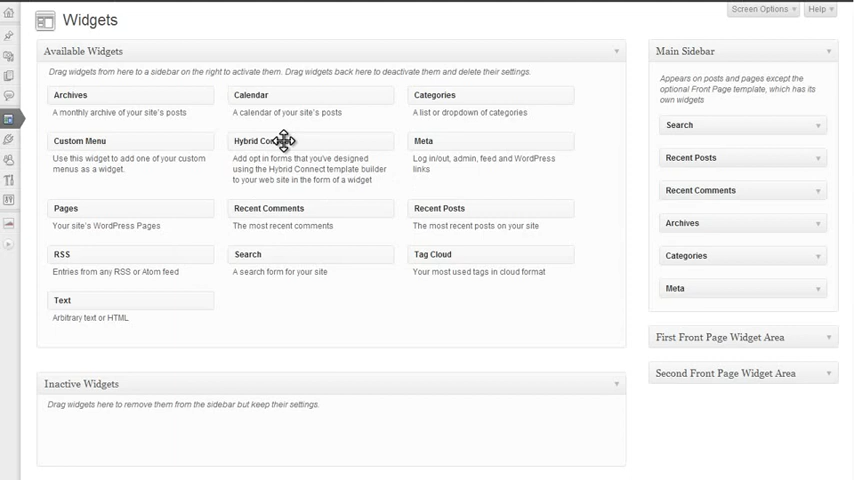 Screen Options
Help
Widgets
Available Widgets
Drag widgets from here to a sidebar on the right to activate them. Drag widgets back here to deactivate them and delete their settings.
Archives
A monthly archive of your site's posts
Calendar
A calendar of your site's posts
Categories
A list or dropdown of categories
Custom Menu
Use this widget to add one of your custom
menus as a widget.
Hybrid
Add opt in forms that you've designed
using the Hybrid Connect template builder
to your web site in the form of a widget
Meta
Log in/out, admin, feed and WordPress
links
Pages
Your site's WordPress Pages
Recent Comments
The most recent comments
Recent Posts
The most recent posts on your site
RSS
Entries from any RSS or Atom feed
Search
A search form for your site
Tag Cloud
Your most used tags in cloud format
Text
Arbitrary text or HTML
Inactive Widgets
Drag widgets here to remove them from the sidebar but keep their settings.
Main Sidebar
Appears on posts and pages except the
optional Front Page template, which has its
own widgets
Search
Recent Posts
Recent Comments
Archives
Categories
Meta
First Front Page Widget Area
Second Front Page Widget Area